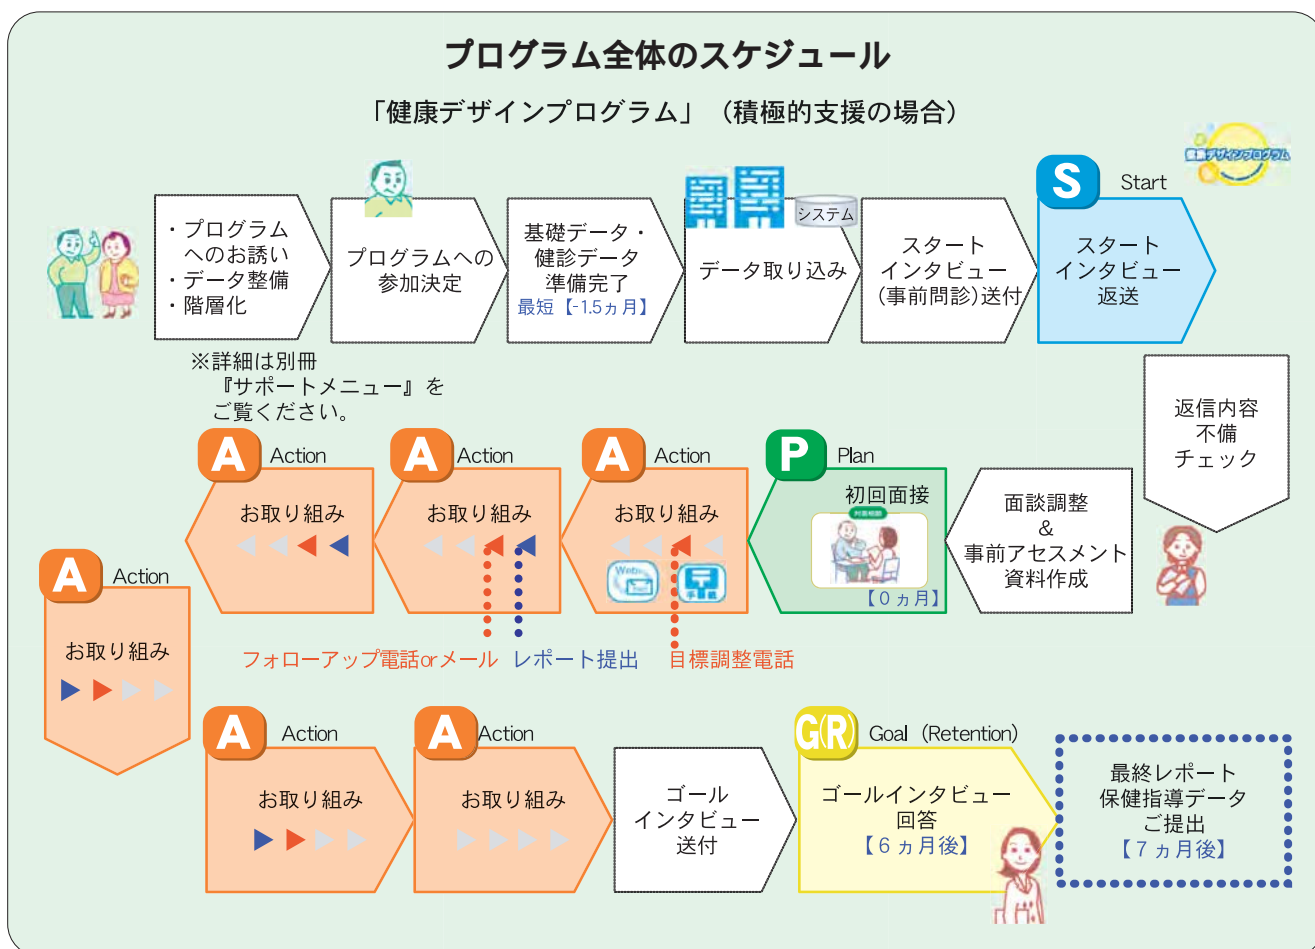 プログラム全体のスケジュール
「健康デザインプログラム」（積極的支援の場合）
健康デザインプログラム
・プログラム
へのお誘い
・データ整備
・階層化
プログラムへの
参加決定
基礎データ・
健診データ
準備完了
最短【-1.5ヵ月】
システム
データ取り込み
スタート
インタビュー
(事前問診)送付
S
Start
スタート
インタビュー
返送
※詳細は別冊
『サポートメニュー』を
ご覧ください。
返信内容
不備
チェック
面談調整
&
事前アセスメント
資料作成
P
Plan
初回面接
【0ヵ月】
A
Action
お取り組み
Web
手紙
目標調整電話
A
Action
お取り組み
フォローアップ電話orメール
レポート提出
A
Action
お取り組み
A
Action
お取り組み
A
Action
お取り組み
A
Action
お取り組み
ゴール
インタビュー
送付
G(R)
Goal（Retention）
ゴールインタビュー
回答
【6ヵ月後】
最終レポート
保健指導データ
ご提出
【7ヵ月後】